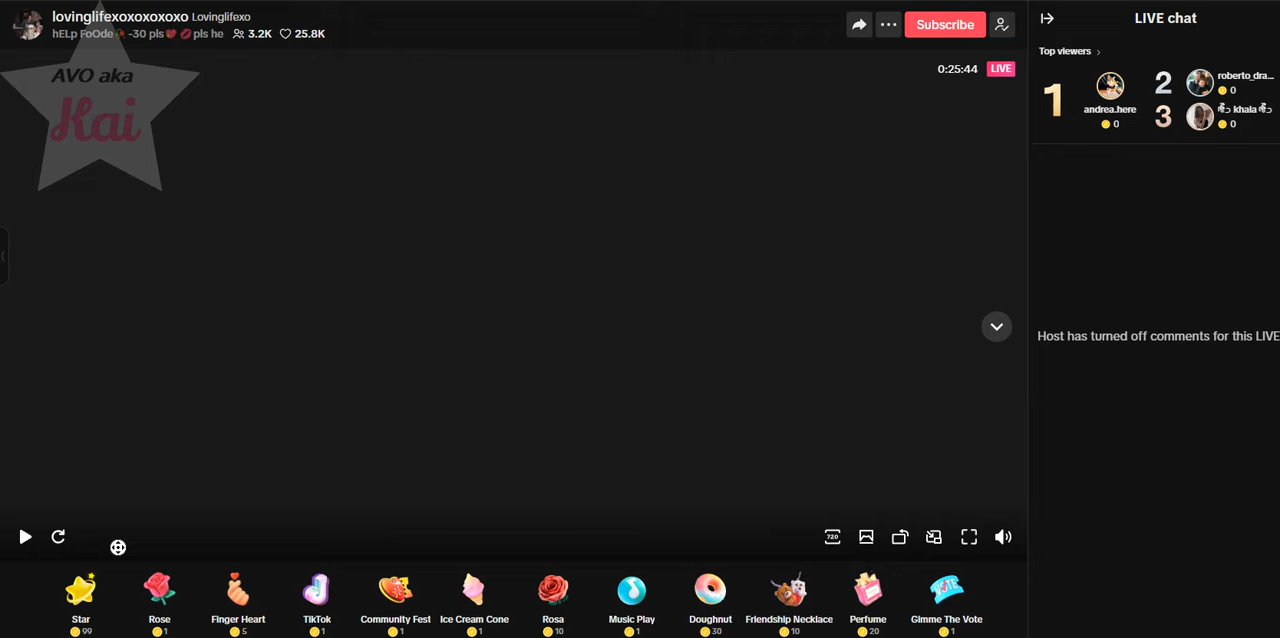 lovinglifexoxoxoxoxo Lovinglifexo
hELp FoOde🥀 -30 pls❤️ 💋pls he 3.2K 25.8K
Subscribe
LIVE chat
Top viewers
AVO aka
Kai
0:25:44 LIVE
1
andrea.here
0
2
roberto_dra...
0
3
khala
0
Host has turned off comments for this LIVE
720
Star
99
Rose
1
Finger Heart
5
TikTok
1
Community Fest
1
Ice Cream Cone
1
Rosa
10
Music Play
1
Doughnut
30
Friendship Necklace
10
Perfume
20
VOTE
Gimme The Vote
1